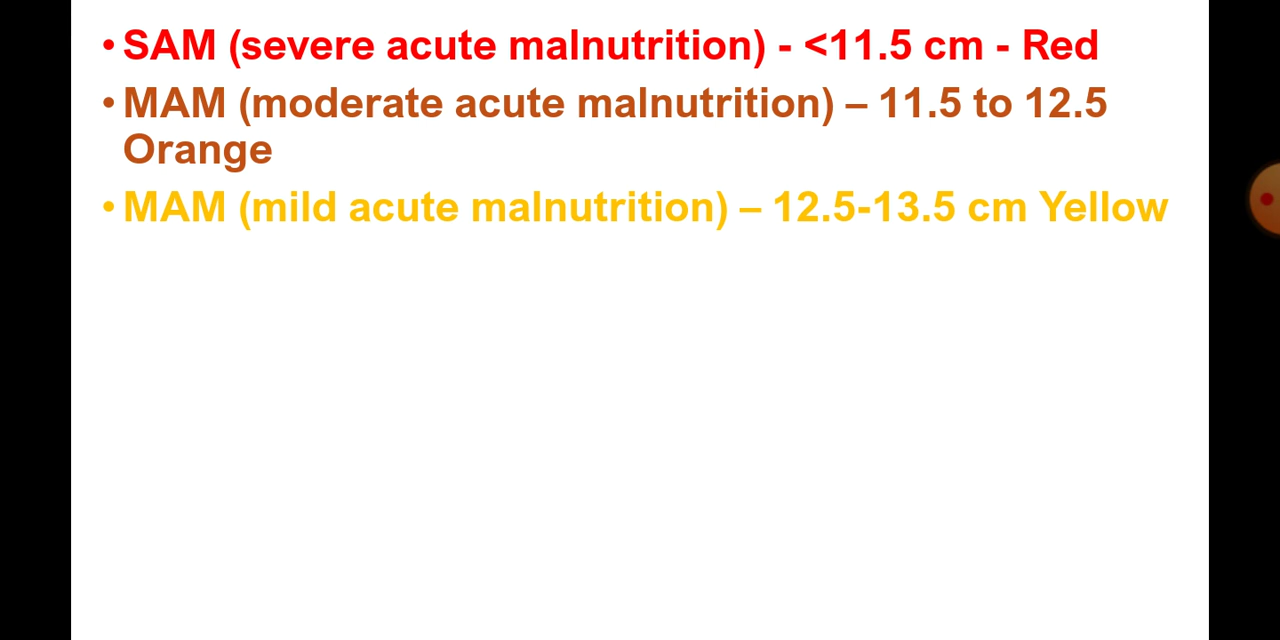 • SAM (severe acute malnutrition) - <11.5 cm - Red
• MAM (moderate acute malnutrition) – 11.5 to 12.5
Orange
• MAM (mild acute malnutrition) – 12.5-13.5 cm Yellow